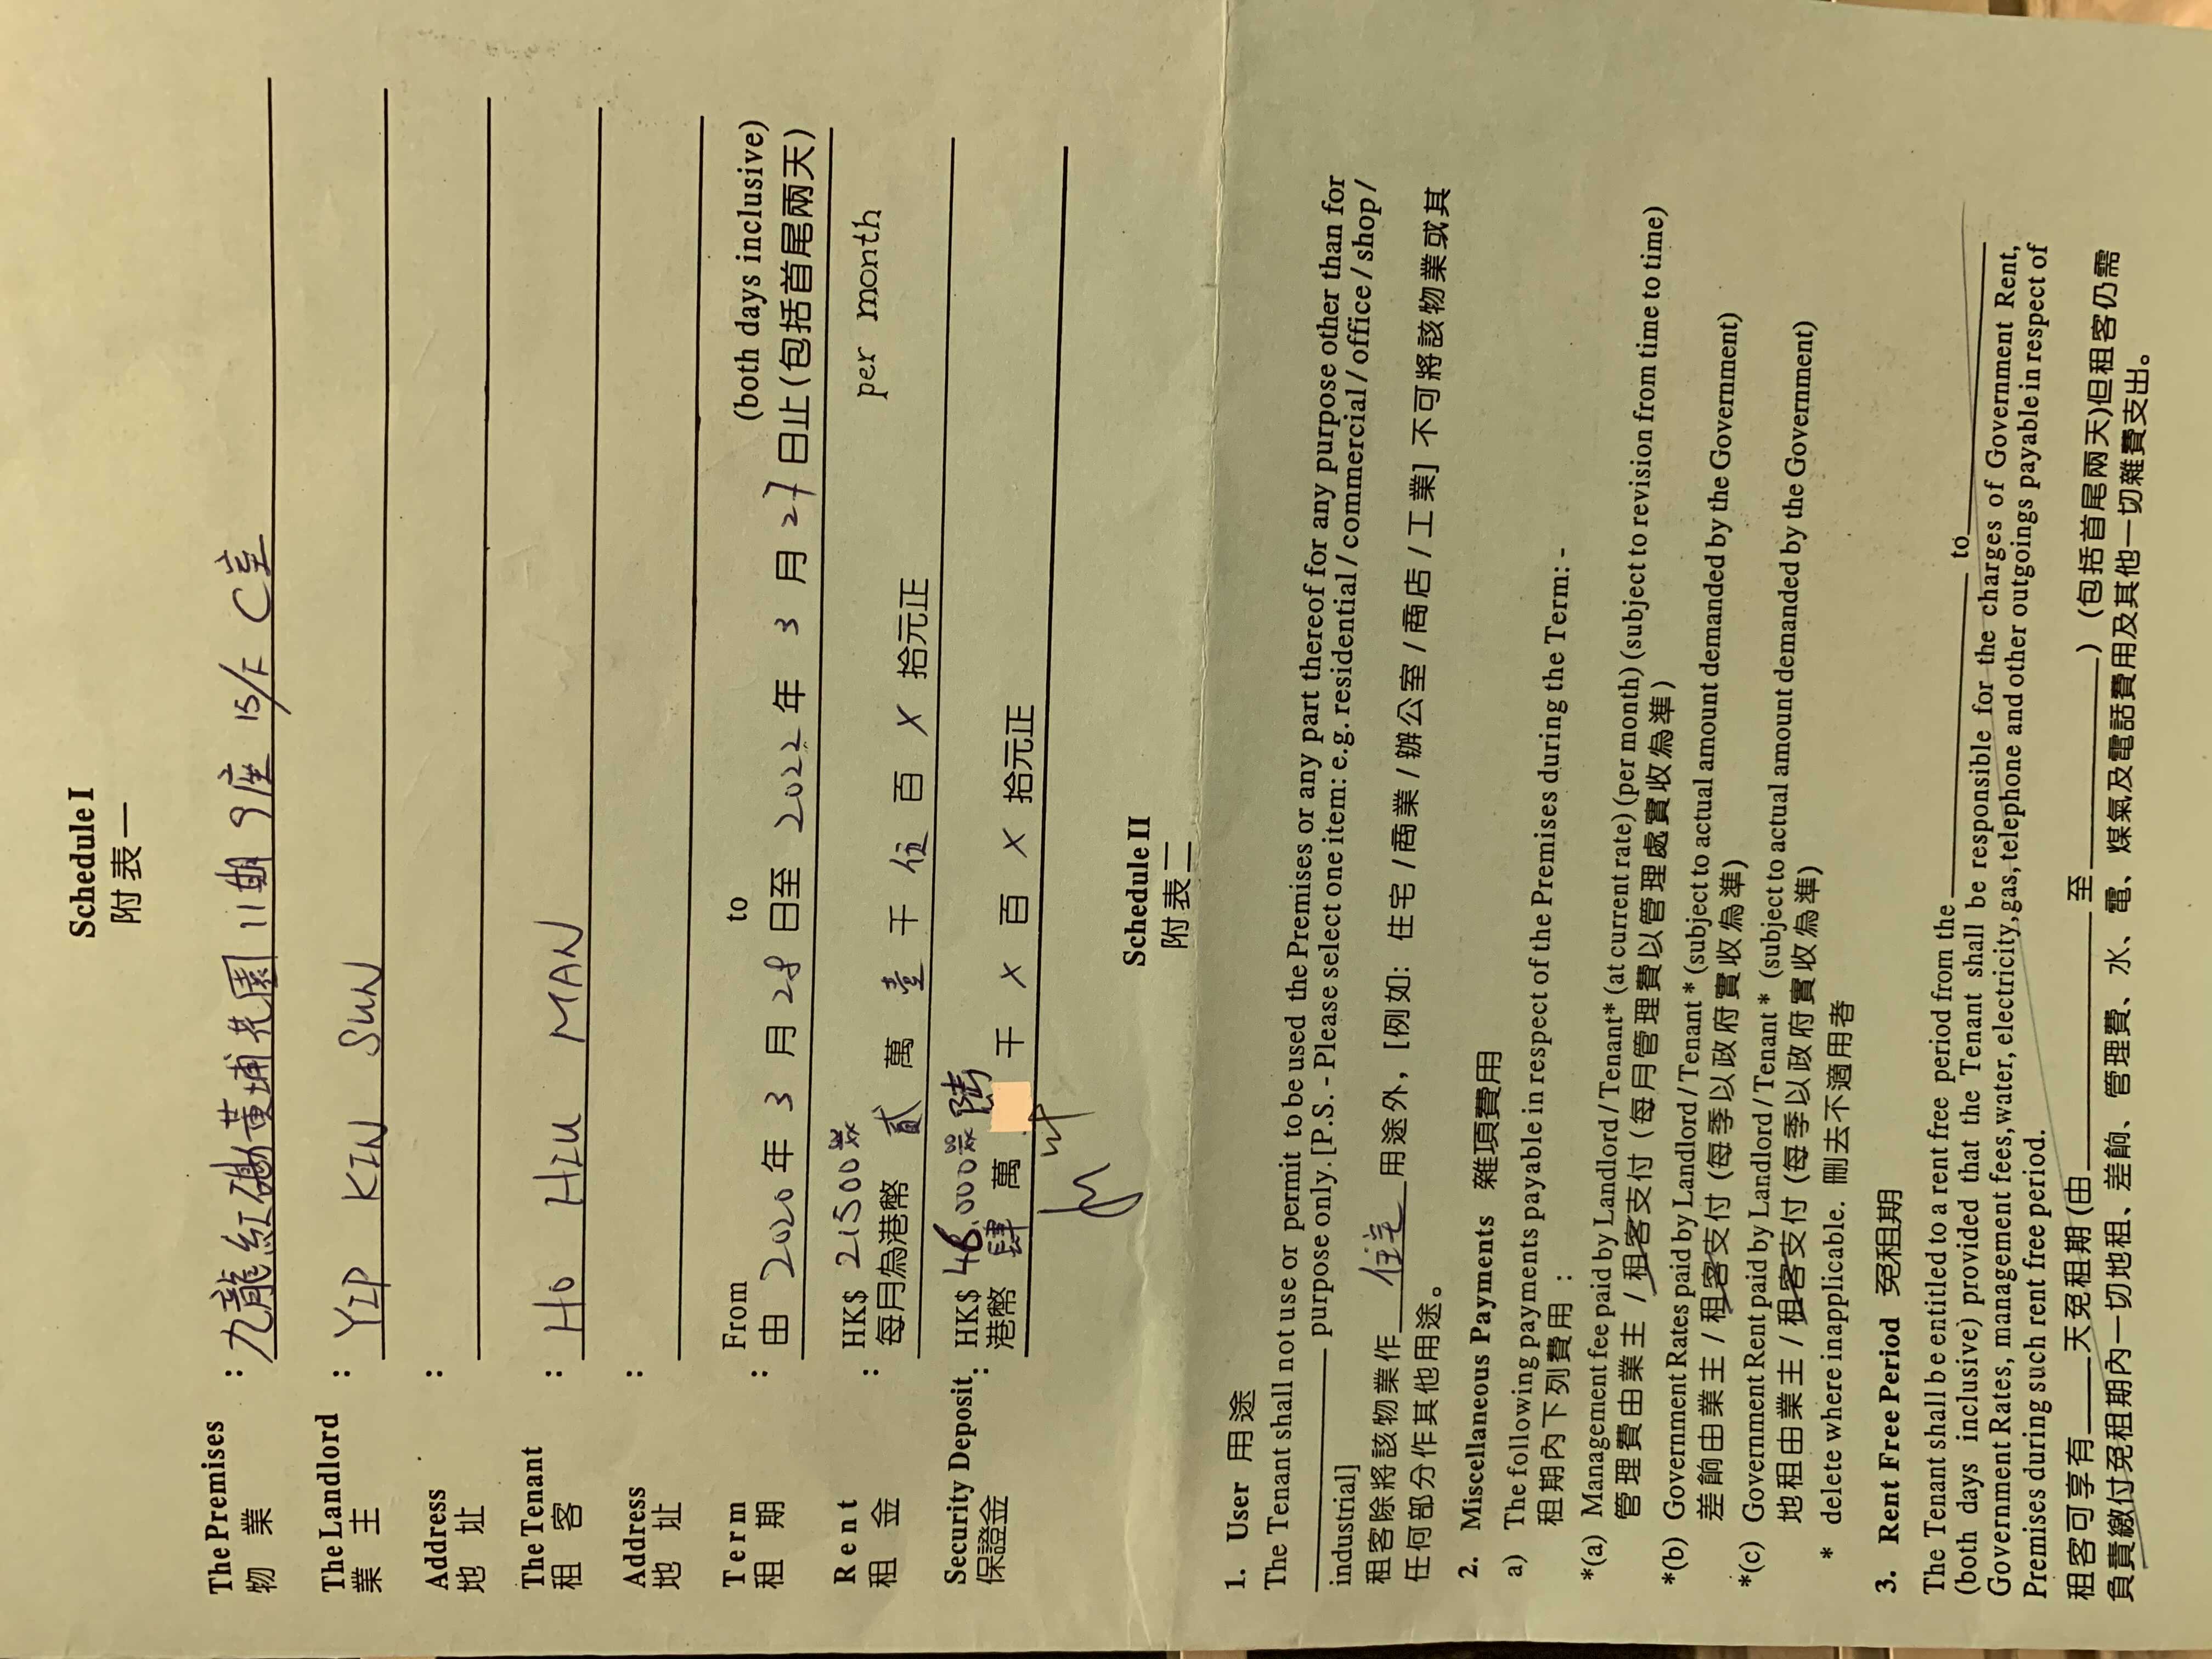 Schedule I
附表一
The Premises : 九龍紅磡黃埔花園11期9座 15/F C室
物業
The Landlord : YIP KIN SUN
業主
Address :
地址
The Tenant : HO HIU MAN
租客
Address :
地址
Term : From to (both days inclusive)
租期 由 2020 年 3 月 28 日至 2022 年 3 月 27 日止(包括首尾兩天)
Rent : HK$ 21500 per month
租金 每月為港幣 貳 萬 壹 千 伍 百 X 拾元正
Security Deposit : HK$ 46,000 陸
保證金 港幣 肆 萬 千 X 百 X 拾元正
Schedule II
附表二
1. User 用途
The Tenant shall not use or permit to be used the Premises or any part thereof for any purpose other than for
purpose only. [P.S. - Please select one item: e.g. residential / commercial / office / shop /
industrial]
租客除將該物業作 住宅 用途外, [例如: 住宅 / 商業 / 辦公室 / 商店 / 工業] 不可將該物業或其
任何部分作其他用途。
2. Miscellaneous Payments 雜項費用
a) The following payments payable in respect of the Premises during the Term: -
租期內下列費用 :
*(a) Management fee paid by Landlord / Tenant* (at current rate) (per month) (subject to revision from time to time)
管理費由業主 / 租客支付 (每月管理費以管理處實收為準)
*(b) Government Rates paid by Landlord / Tenant * (subject to actual amount demanded by the Government)
差餉由業主 / 租客支付 (每季以政府實收為準)
*(c) Government Rent paid by Landlord / Tenant * (subject to actual amount demanded by the Government)
地租由業主 / 租客支付 (每季以政府實收為準)
* delete where inapplicable. 刪去不適用者
3. Rent Free Period 免租期
The Tenant shall be entitled to a rent free period from the to
(both days inclusive) provided that the Tenant shall be responsible for the charges of Government Rent,
Government Rates, management fees, water, electricity, gas, telephone and other outgoings payable in respect of
Premises during such rent free period.
租客可享有 天免租期 (由 至 ) (包括首尾兩天)但租客仍需
負責繳付免租期內一切地租、差餉、管理費、水、電、煤氣及電話費用及其他一切雜費支出。